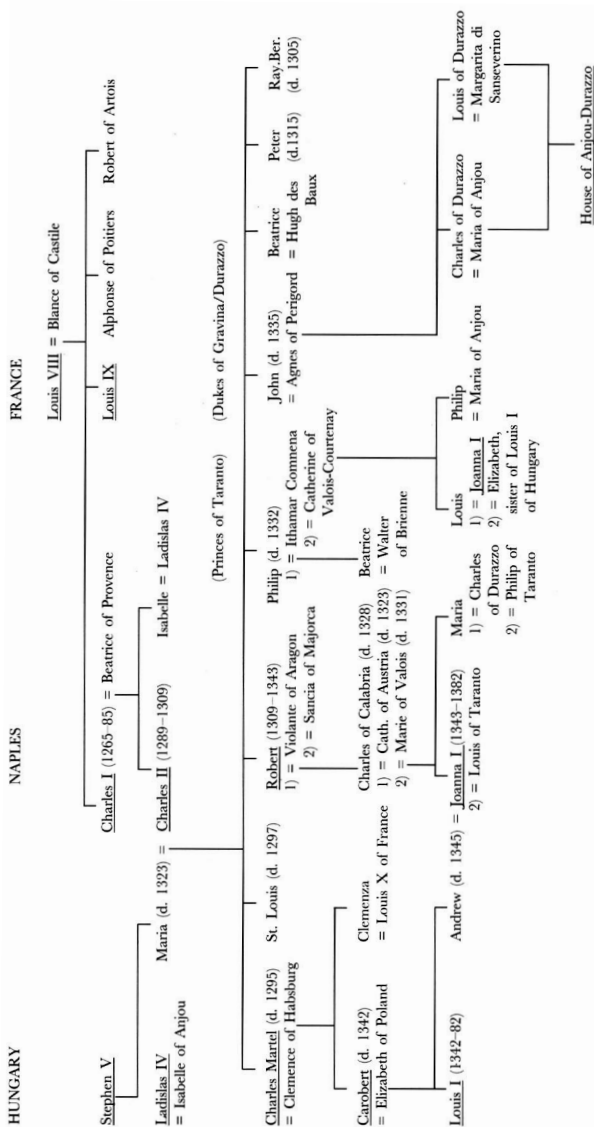 HUNGARY
NAPLES
FRANCE
Louis VIII = Blance of Castile
Stephen V
Charles I (1265–85) = Beatrice of Provence
Louis IX
Alphonse of Poitiers
Robert of Artois
Ladislas IV
= Isabelle of Anjou
Maria (d. 1323) =
Charles II (1289–1309)
Isabelle = Ladislas IV
(Princes of Taranto)
(Dukes of Gravina/Durazzo)
Charles Martel (d. 1295)
= Clemence of Habsburg
St. Louis (d. 1297)
Robert (1309–1343)
1) = Violante of Aragon
2) = Sancia of Majorca
Philip (d. 1332)
1) = Ithamar Comnena
2) = Catherine of
Valois-Courtenay
John (d. 1335)
= Agnes of Perigord
Beatrice
= Hugh des
Baux
Peter
(d.1315)
Ray.Ber.
(d. 1305)
Carobert (d. 1342)
= Elizabeth of Poland
Clemenza
= Louis X of France
Charles of Calabria (d. 1328)
1) = Cath. of Austria (d. 1323)
2) = Marie of Valois (d. 1331)
Beatrice
= Walter
of Brienne
Louis I (1342–82)
Andrew (d. 1345) = Joanna I (1343–1382)
2) = Louis of Taranto
Maria
1) = Charles
of Durazzo
2) = Philip of
Taranto
Louis
1) = Joanna I
2) = Elizabeth,
sister of Louis I
of Hungary
Philip
= Maria of Anjou
Charles of Durazzo
= Maria of Anjou
Louis of Durazzo
= Margarita di
Sanseverino
House of Anjou-Durazzo